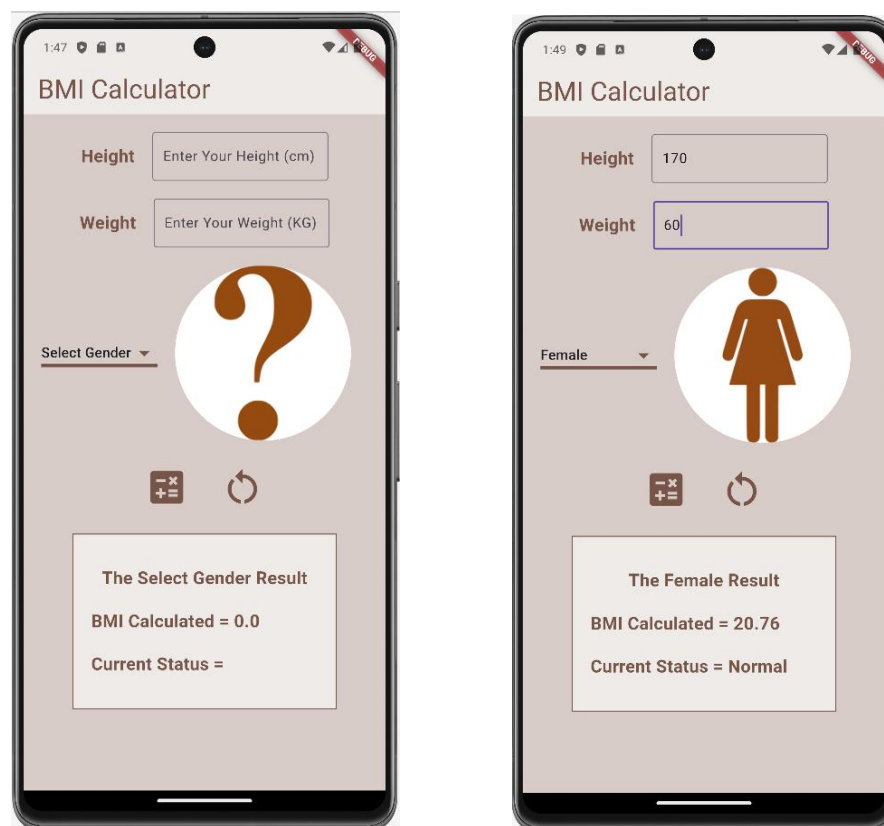 1:47
DEBUG
BMI Calculator
Height
Enter Your Height (cm)
Weight
Enter Your Weight (KG)
Select Gender
The Select Gender Result
BMI Calculated = 0.0
Current Status =
1:49
DEBUG
BMI Calculator
Height
170
Weight
60
Female
The Female Result
BMI Calculated = 20.76
Current Status = Normal